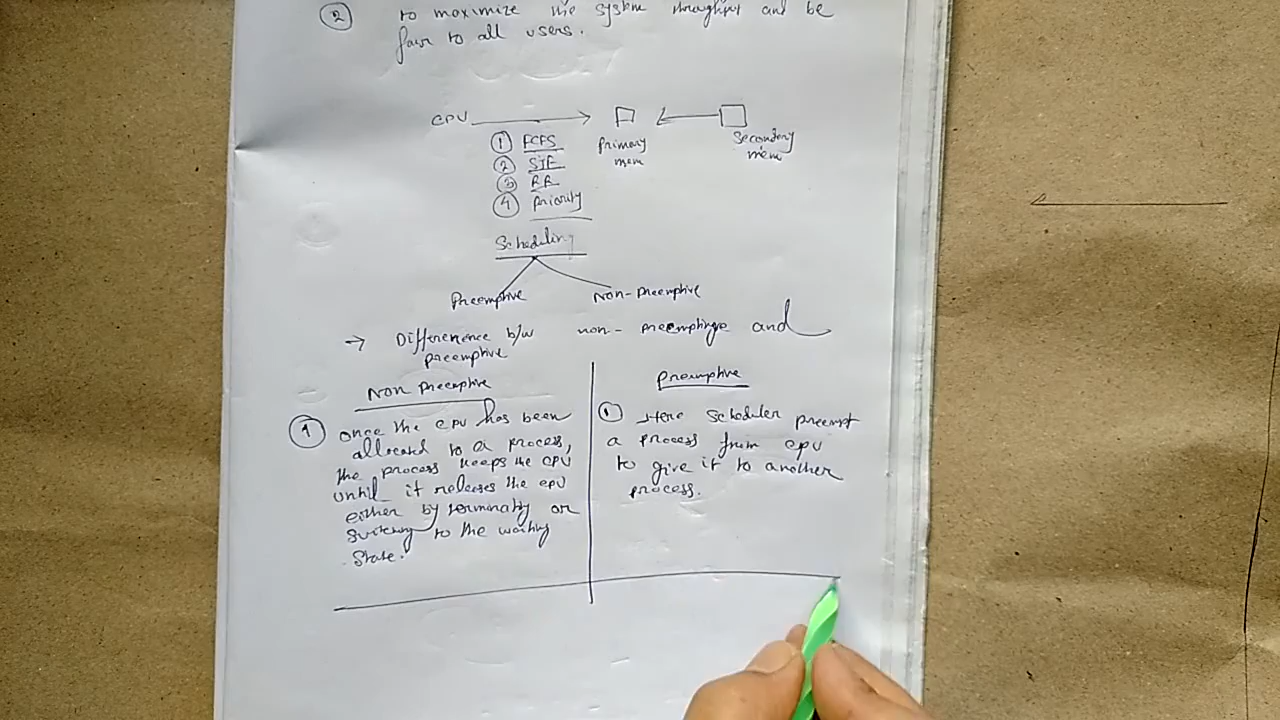 ② to maximize the system throughput and be
fair to all users.
CPU
Primary
mem
Secondary
mem
① FCFS
② SJF
③ RR
④ Priority
Scheduling
Preemptive
Non-Preemptive
→ Difference b/w non-preemptive and
preemptive
Non Preemptive
① once the CPU has been
allocated to a process,
the process keeps the CPU
until it releases the cpu
either by terminating or
switching to the waiting
state.
Preemptive
① Here scheduler preempt
a process from cpu
to give it to another
process.